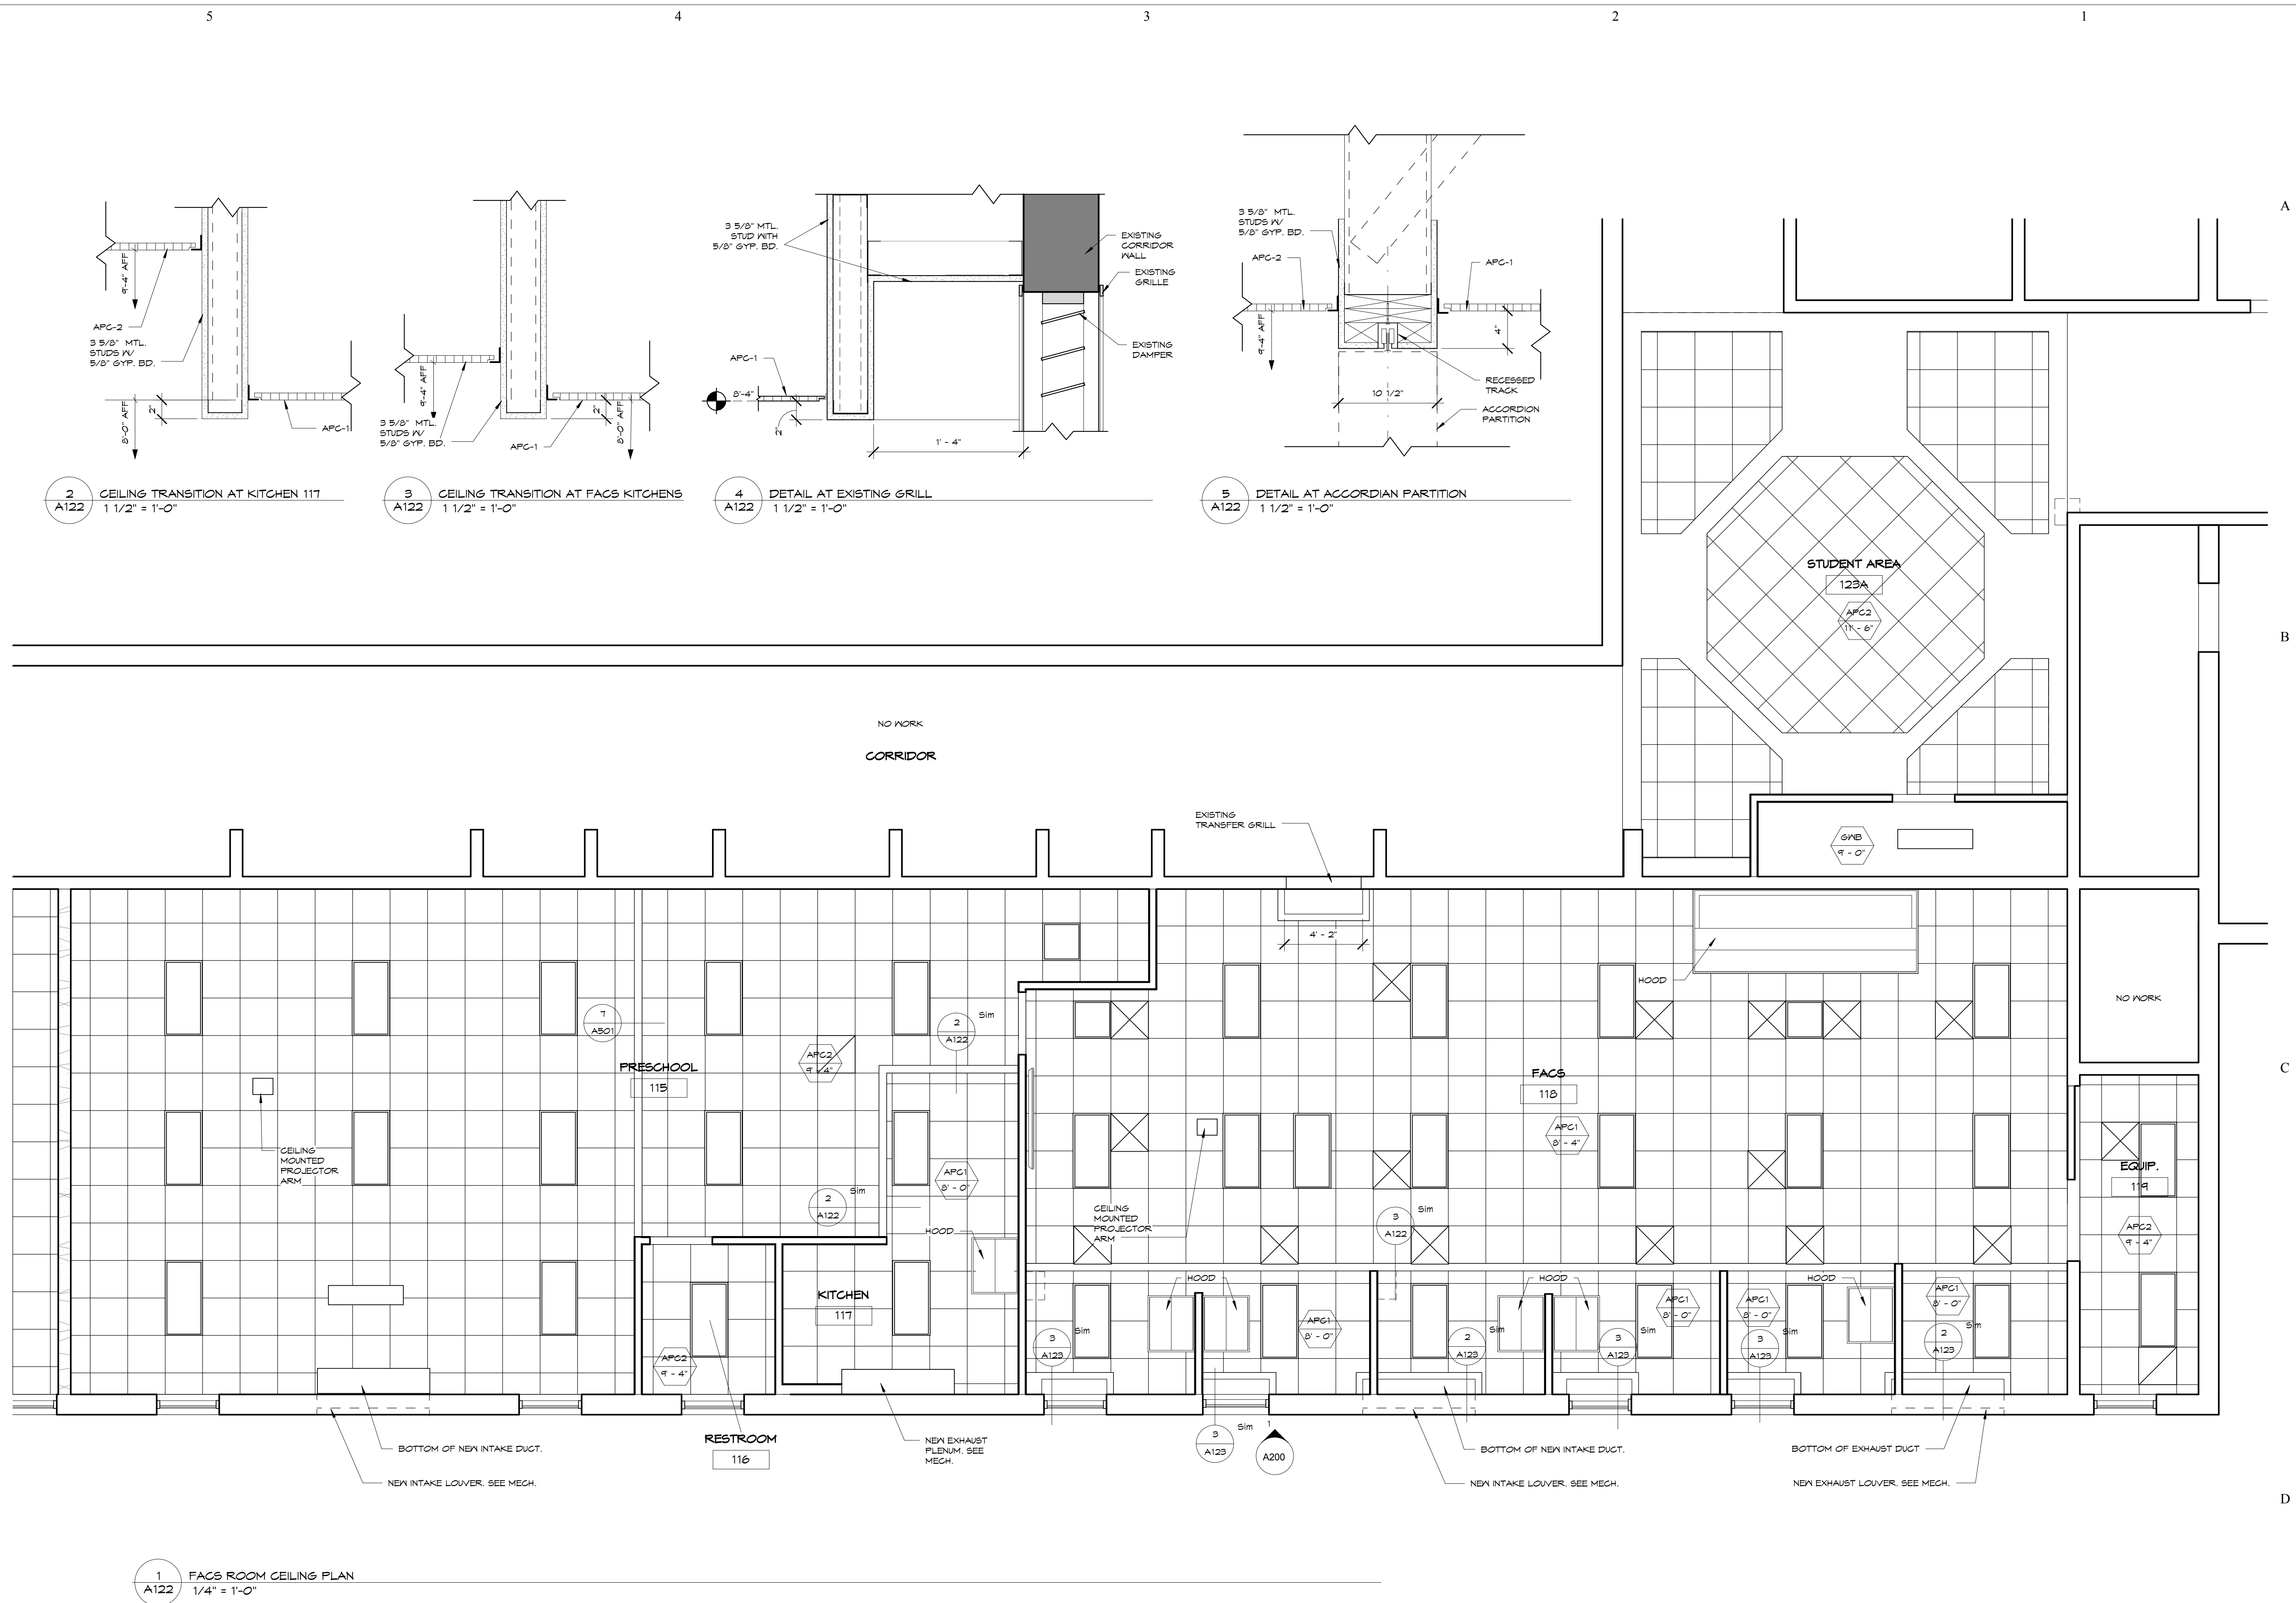 5
4
3
2
1
A
B
C
D
9'-4" AFF
APC-2
3 5/8" MTL.
STUDS W/
5/8" GYP. BD.
8'-0" AFF
2"
APC-1
2
A122
CEILING TRANSITION AT KITCHEN 117
1 1/2" = 1'-0"
9'-4" AFF
3 5/8" MTL.
STUDS W/
5/8" GYP. BD.
APC-1
2"
8'-0" AFF
3
A122
CEILING TRANSITION AT FACS KITCHENS
1 1/2" = 1'-0"
3 5/8" MTL.
STUD WITH
5/8" GYP. BD.
EXISTING
CORRIDOR
WALL
EXISTING
GRILLE
EXISTING
DAMPER
APC-1
8'-4"
2"
1' - 4"
4
A122
DETAIL AT EXISTING GRILL
1 1/2" = 1'-0"
3 5/8" MTL.
STUDS W/
5/8" GYP. BD.
APC-2
APC-1
9'-4" AFF
4"
10 1/2"
RECESSED
TRACK
ACCORDION
PARTITION
5
A122
DETAIL AT ACCORDIAN PARTITION
1 1/2" = 1'-0"
STUDENT AREA
123A
APC2
11' - 6"
NO WORK
CORRIDOR
EXISTING
TRANSFER GRILL
GWB
9' - 0"
4' - 2"
HOOD
NO WORK
7
A501
2
A122
Sim
PRESCHOOL
115
APC2
9' - 4"
FACS
118
APC1
8' - 4"
CEILING
MOUNTED
PROJECTOR
ARM
APC1
8' - 0"
2
A122
Sim
HOOD
CEILING
MOUNTED
PROJECTOR
ARM
3
A122
Sim
EQUIP.
119
APC2
9' - 4"
KITCHEN
117
HOOD
HOOD
HOOD
APC1
8' - 0"
APC1
8' - 0"
APC1
8' - 0"
APC1
8' - 0"
3
A123
Sim
2
A123
Sim
3
A123
Sim
3
A123
Sim
2
A123
Sim
APC2
9' - 4"
RESTROOM
116
BOTTOM OF NEW INTAKE DUCT.
NEW INTAKE LOUVER. SEE MECH.
NEW EXHAUST
PLENUM. SEE
MECH.
3
A123
Sim
1
A200
BOTTOM OF NEW INTAKE DUCT.
NEW INTAKE LOUVER. SEE MECH.
BOTTOM OF EXHAUST DUCT
NEW EXHAUST LOUVER. SEE MECH.
1
A122
FACS ROOM CEILING PLAN
1/4" = 1'-0"